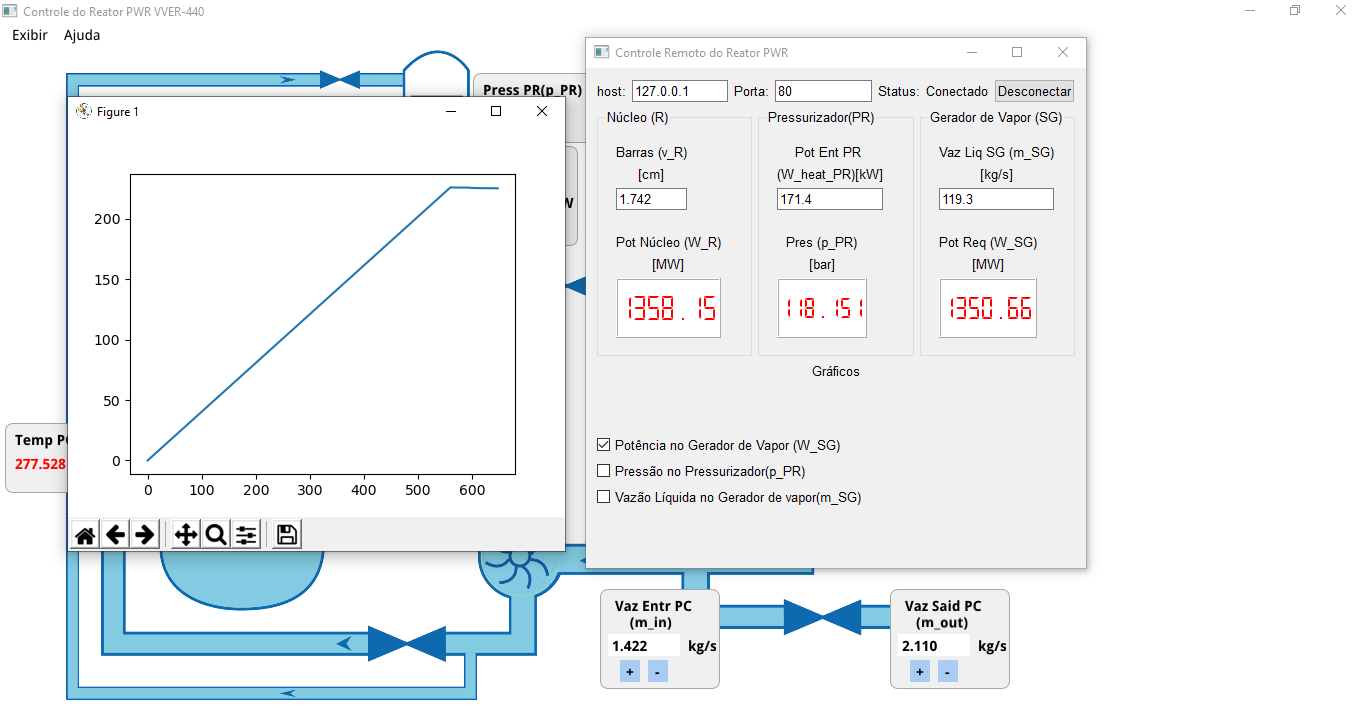 Controle do Reator PWR VVER-440
Exibir Ajuda
Press PR(p_PR)
W
Temp PC
277.528
Figure 1
200
150
100
50
0
0 100 200 300 400 500 600
Controle Remoto do Reator PWR
host: 127.0.0.1 Porta: 80 Status: Conectado Desconectar
Núcleo (R)
Barras (v_R)
[cm]
1.742
Pot Núcleo (W_R)
[MW]
1358.15
Pressurizador(PR)
Pot Ent PR
(W_heat_PR)[kW]
171.4
Pres (p_PR)
[bar]
118.151
Gerador de Vapor (SG)
Vaz Liq SG (m_SG)
[kg/s]
119.3
Pot Req (W_SG)
[MW]
1350.66
Gráficos
Potência no Gerador de Vapor (W_SG)
Pressão no Pressurizador(p_PR)
Vazão Líquida no Gerador de vapor(m_SG)
Vaz Entr PC
(m_in)
1.422 kg/s
+ -
Vaz Said PC
(m_out)
2.110 kg/s
+ -